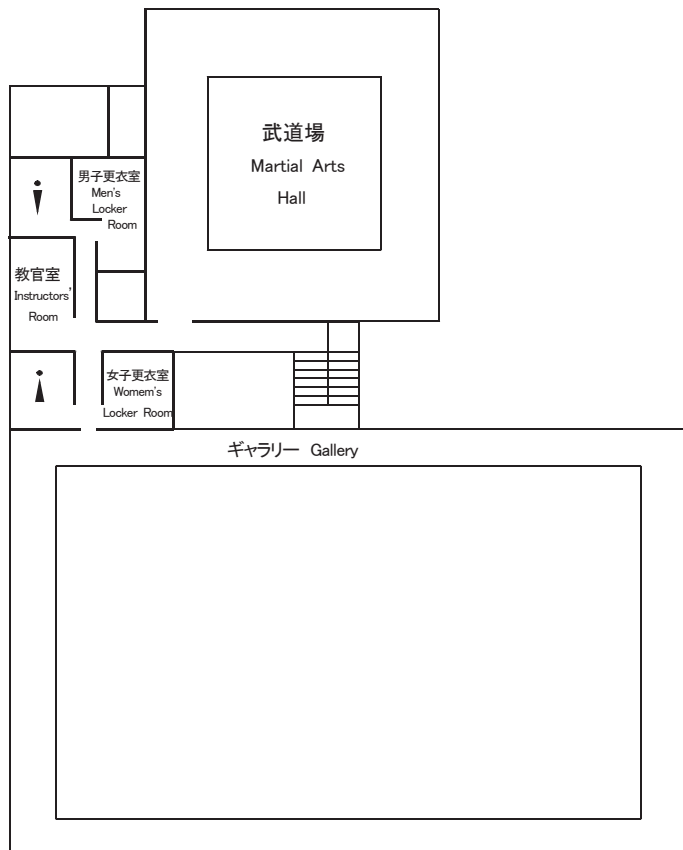 武道場
Martial Arts
Hall
男子更衣室
Men's
Locker
Room
教官室
Instructors'
Room
女子更衣室
Womem's
Locker Room
ギャラリー Gallery